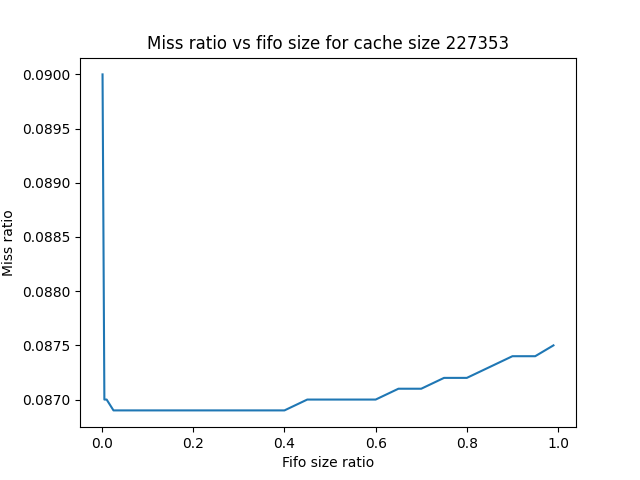 Miss ratio vs fifo size for cache size 227353
0.0900
0.0895
0.0890
0.0885
0.0880
0.0875
0.0870
Miss ratio
0.0 0.2 0.4 0.6 0.8 1.0
Fifo size ratio